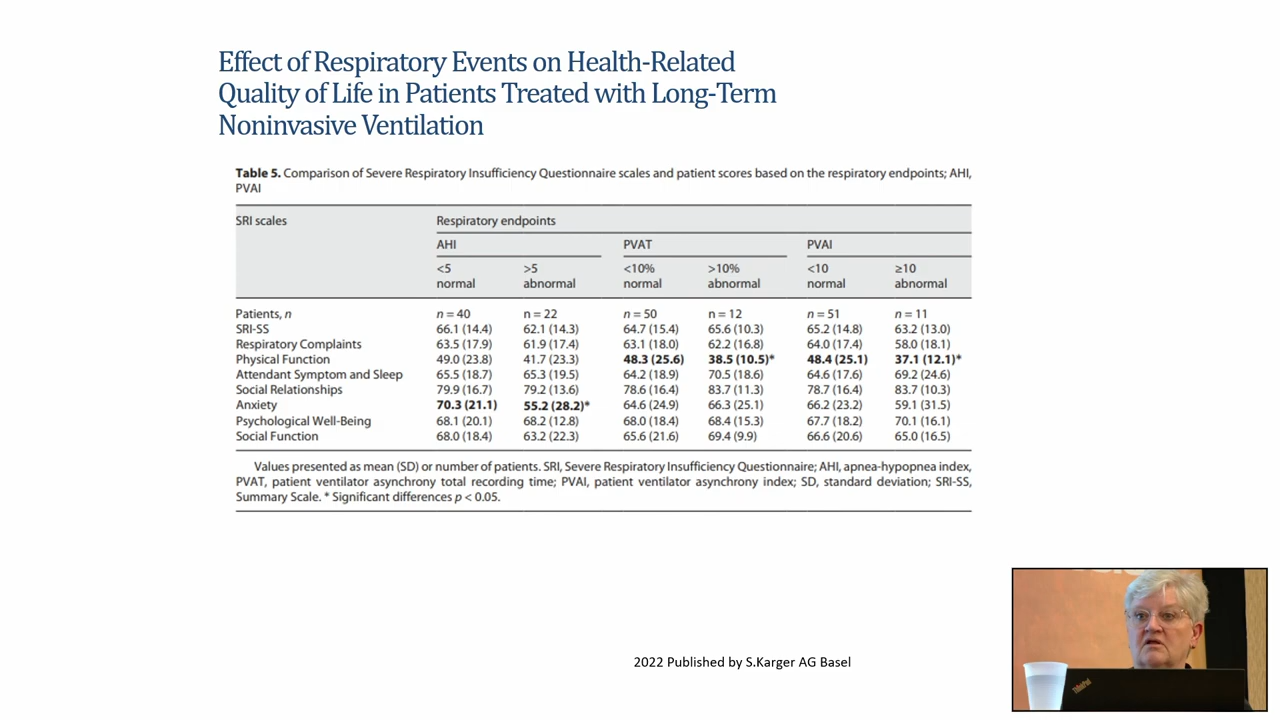 Effect of Respiratory Events on Health-Related
Quality of Life in Patients Treated with Long-Term
Noninvasive Ventilation
Table 5. Comparison of Severe Respiratory Insufficiency Questionnaire scales and patient scores based on the respiratory endpoints; AHI,
PVAI
SRI scales Respiratory endpoints
AHI PVAT PVAI
<5 >5 <10% >10% <10 ≥10
normal abnormal normal abnormal normal abnormal
Patients, n n = 40 n = 22 n = 50 n = 12 n = 51 n = 11
SRI-SS 66.1 (14.4) 62.1 (14.3) 64.7 (15.4) 65.6 (10.3) 65.2 (14.8) 63.2 (13.0)
Respiratory Complaints 63.5 (17.9) 61.9 (17.4) 63.1 (18.0) 62.2 (16.8) 64.0 (17.4) 58.0 (18.1)
Physical Function 49.0 (23.8) 41.7 (23.3) 48.3 (25.6) 38.5 (10.5)* 48.4 (25.1) 37.1 (12.1)*
Attendant Symptom and Sleep 65.5 (18.7) 65.3 (19.5) 64.2 (18.9) 70.5 (18.6) 64.6 (17.6) 69.2 (24.6)
Social Relationships 79.9 (16.7) 79.2 (13.6) 78.6 (16.4) 83.7 (11.3) 78.7 (16.4) 83.7 (10.3)
Anxiety 70.3 (21.1) 55.2 (28.2)* 64.6 (24.9) 66.3 (25.1) 66.2 (23.2) 59.1 (31.5)
Psychological Well-Being 68.1 (20.1) 68.2 (12.8) 68.0 (18.4) 68.4 (15.3) 67.7 (18.2) 70.1 (16.1)
Social Function 68.0 (18.4) 63.2 (22.3) 65.6 (21.6) 69.4 (9.9) 66.6 (20.6) 65.0 (16.5)
Values presented as mean (SD) or number of patients. SRI, Severe Respiratory Insufficiency Questionnaire; AHI, apnea-hypopnea index,
PVAT, patient ventilator asynchrony total recording time; PVAI, patient ventilator asynchrony index; SD, standard deviation; SRI-SS,
Summary Scale. * Significant differences p < 0.05.
2022 Published by S.Karger AG Basel
ThinkPad